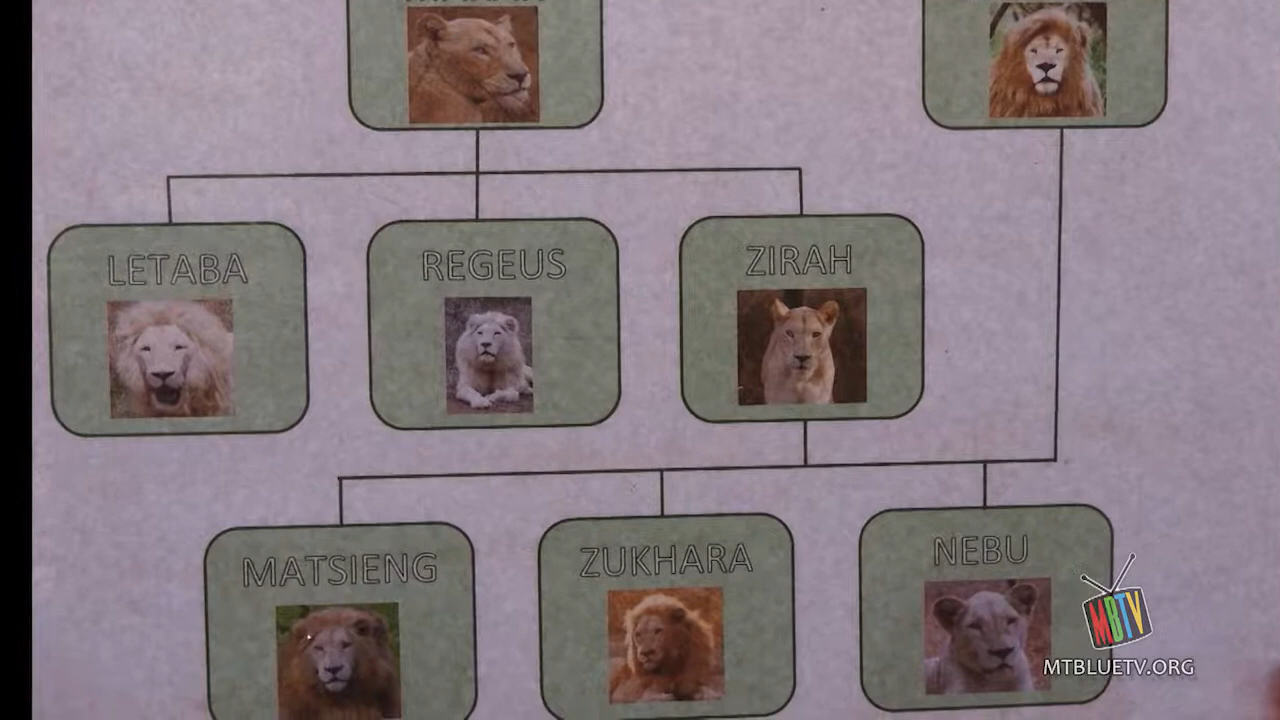 LETABA
REGEUS
ZIRAH
MATSIENG
ZUKHARA
NEBU
MBTV
MTBLUETV.ORG